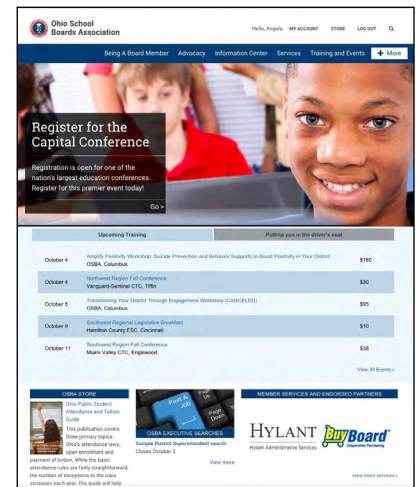 Ohio School
Boards Association
Hello, Angela MY ACCOUNT STORE LOG OUT
Being A Board Member Advocacy Information Center Services Training and Events + More
Register for the
Capital Conference
Registration is open for one of the
nation's largest education conferences.
Register for this premier event today!
Go >
Upcoming Training Putting you in the driver's seat
October 4 Amplify Positivity Workshop: Suicide Prevention and Behavior Supports to Boost Positivity in Your District $160
OSBA, Columbus
October 4 Northwest Region Fall Conference $30
Vanguard-Sentinel CTC, Tiffin
October 5 Transitioning Your District Through Engagement Workshop (CANCELED) $95
OSBA, Columbus
October 9 Southwest Regional Legislative Breakfast $10
Hamilton County ESC, Cincinnati
October 11 Southwest Region Fall Conference $38
Miami Valley CTC, Englewood
View All Events »
OSBA STORE
Ohio Public Student
Attendance and Tuition
Guide
This publication covers
three primary topics:
Ohio's attendance laws,
open enrollment and
payment of tuition. While the basic
attendance rules are fairly straightforward,
the number of exceptions to the rules
increases each year. The guide will help
Find A
Job
Page
Up
Page
Down
OSBA EXECUTIVE SEARCHES
Sample District Superintendent search
Closes October 5
View more
MEMBER SERVICES AND ENDORSED PARTNERS
HYLANT
Hylant Administrative Services
BuyBoard
Cooperative Purchasing
View more services »